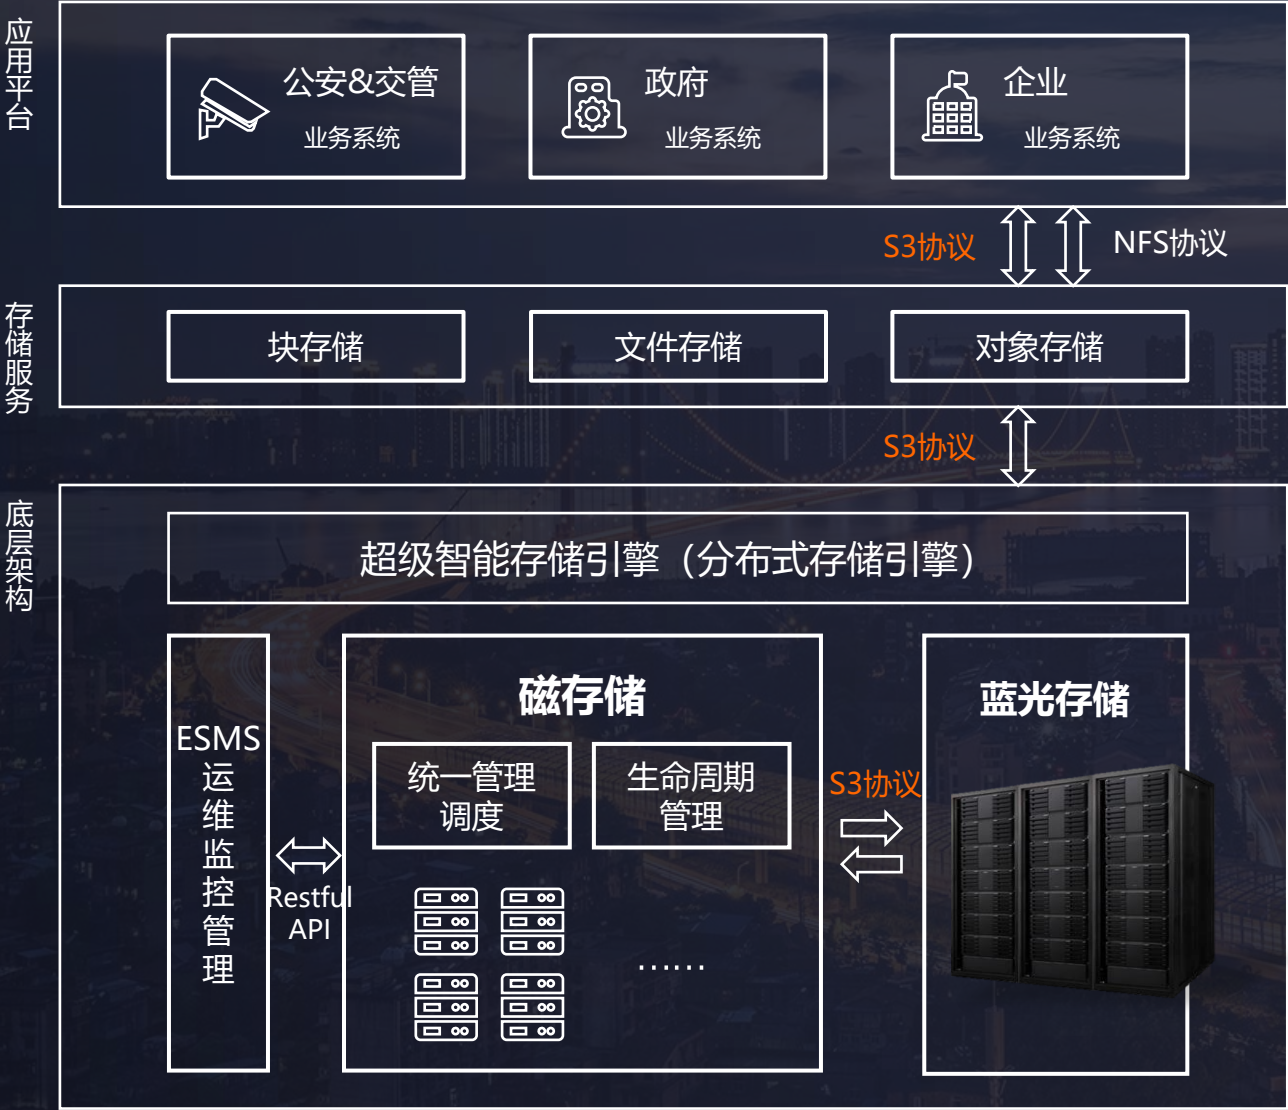 应用平台
公安&交管
业务系统
政府
业务系统
企业
业务系统
S3协议
NFS协议
存储服务
块存储
文件存储
对象存储
S3协议
底层架构
超级智能存储引擎（分布式存储引擎）
ESMS
运
维
监
控
管
理
Restful
API
磁存储
统一管理
调度
生命周期
管理
······
S3协议
蓝光存储